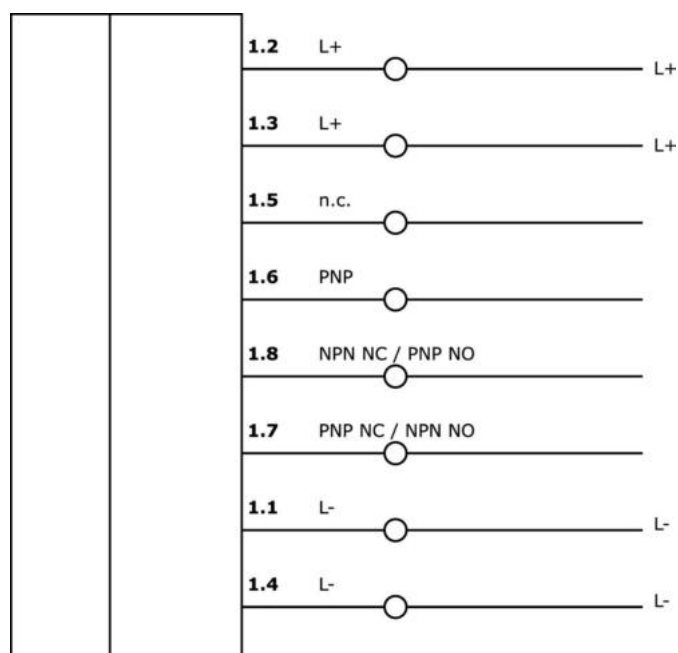 1.2 L+
L+
1.3 L+
L+
1.5 n.c.
1.6 PNP
1.8 NPN NC / PNP NO
1.7 PNP NC / NPN NO
1.1 L-
L-
1.4 L-
L-